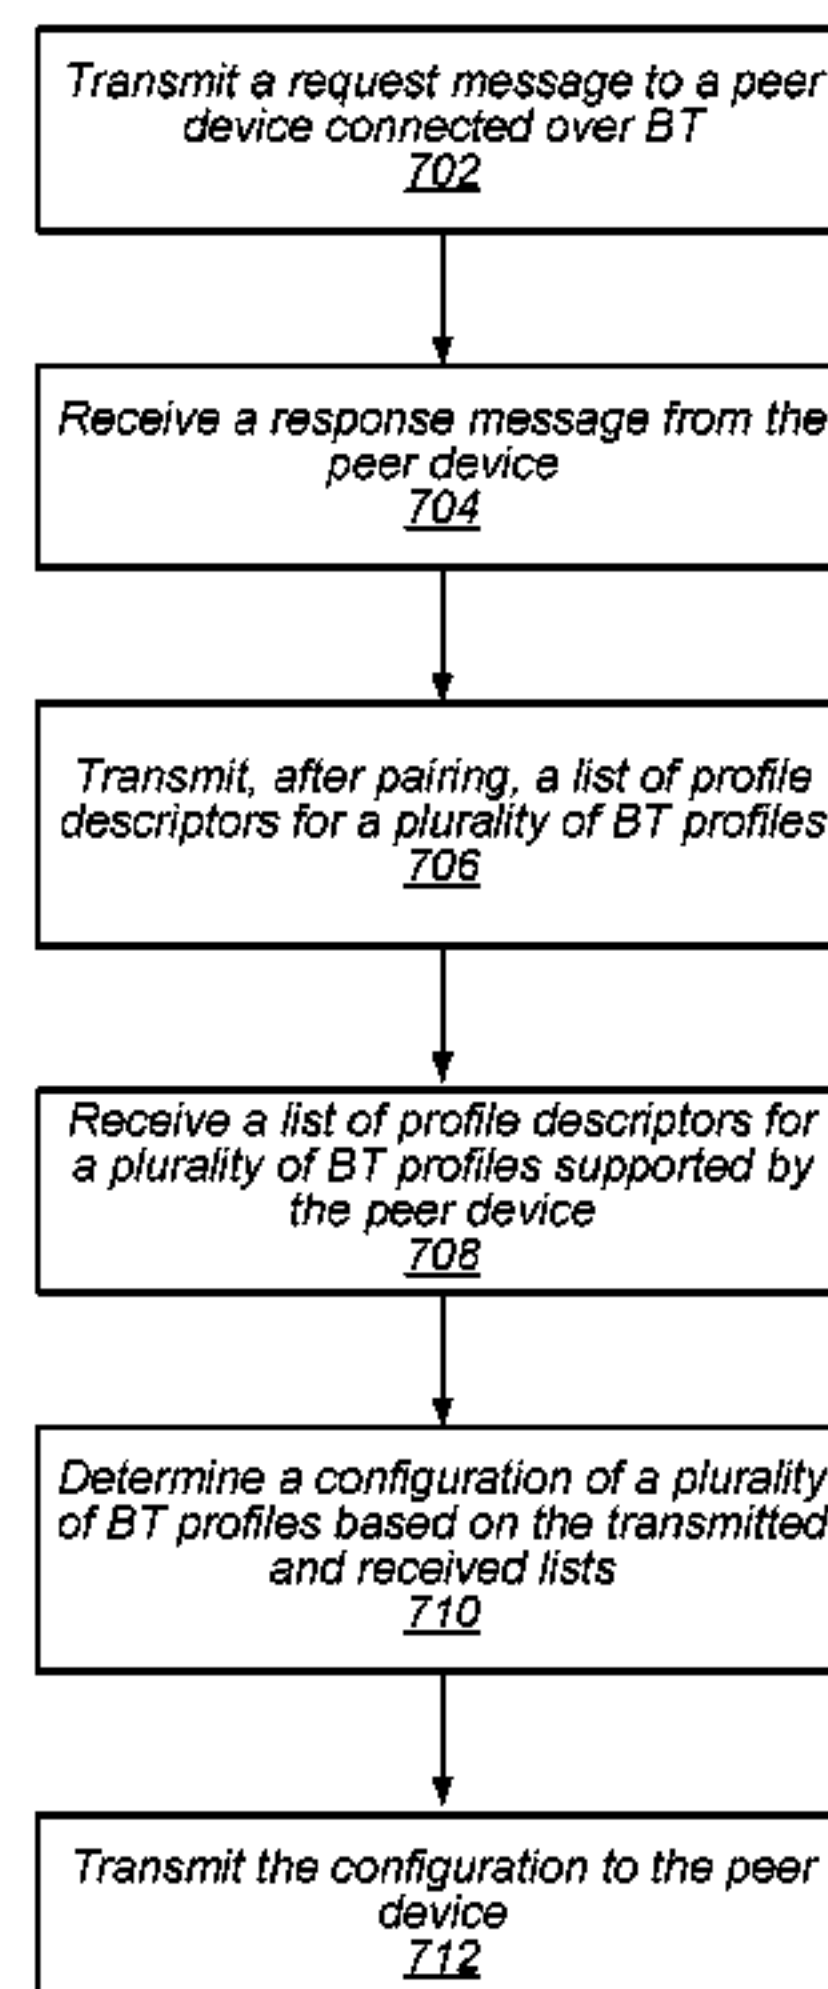 Transmit a request message to a peer
device connected over BT
702
Receive a response message from the
peer device
704
Transmit, after pairing, a list of profile
descriptors for a plurality of BT profiles
706
Receive a list of profile descriptors for
a plurality of BT profiles supported by
the peer device
708
Determine a configuration of a plurality
of BT profiles based on the transmitted
and received lists
710
Transmit the configuration to the peer
device
712